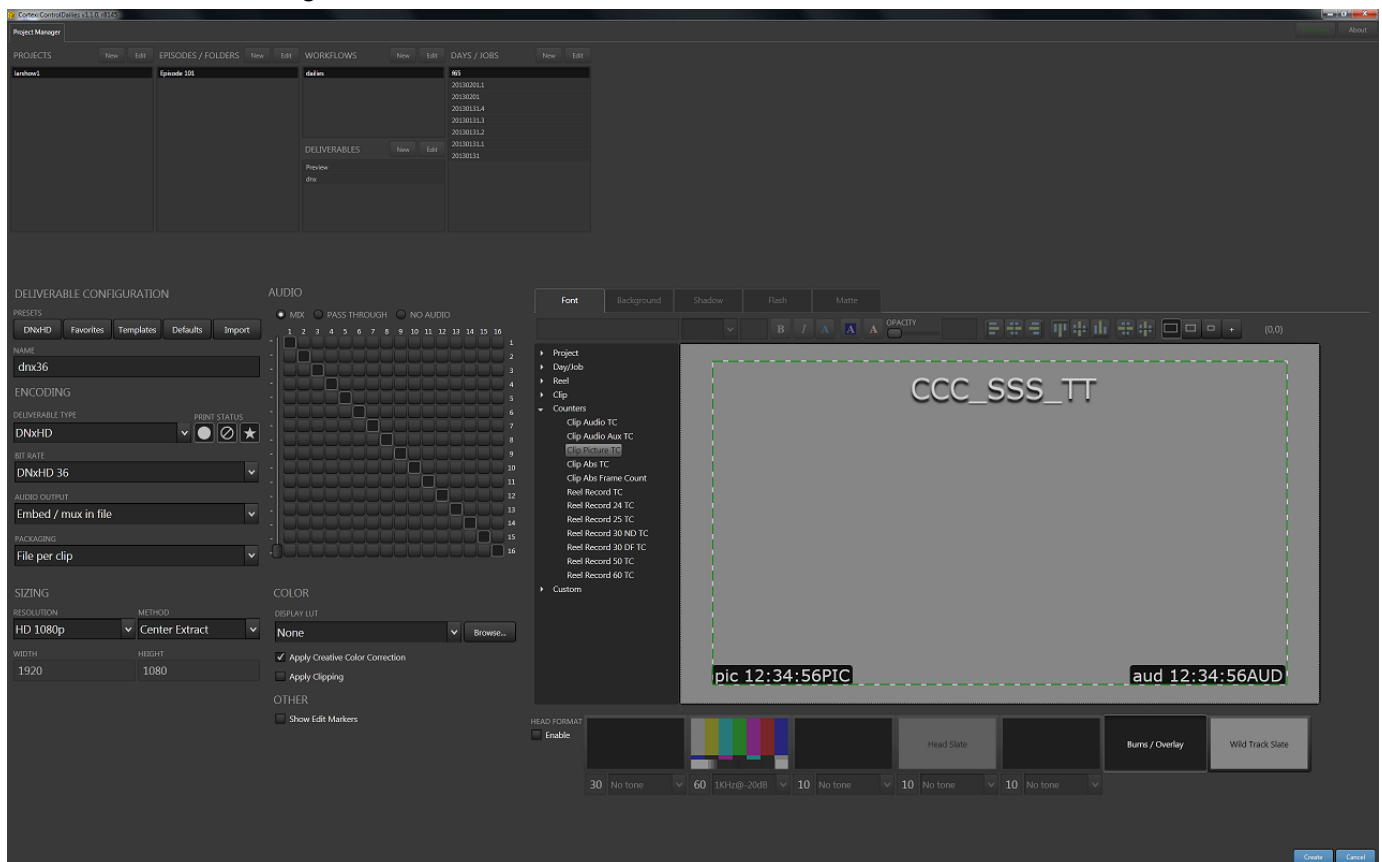 Cortex: ControlDailies v1.1.0, r8145
Project Manager
About
PROJECTS New Edit EPISODES / FOLDERS New Edit WORKFLOWS New Edit DAYS / JOBS New Edit
larshow1 Episode 101 dailies f65
20130201.1
20130201
20130131.4
20130131.3
20130131.2
DELIVERABLES New Edit 20130131.1
20130131
Preview
dnx
DELIVERABLE CONFIGURATION
PRESETS
DNxHD Favorites Templates Defaults Import
NAME
dnx36
ENCODING
DELIVERABLE TYPE PRINT STATUS
DNxHD
BIT RATE
DNxHD 36
AUDIO OUTPUT
Embed / mux in file
PACKAGING
File per clip
SIZING
RESOLUTION METHOD
HD 1080p Center Extract
WIDTH HEIGHT
1920 1080
AUDIO
MIX PASS THROUGH NO AUDIO
1 2 3 4 5 6 7 8 9 10 11 12 13 14 15 16
1
2
3
4
5
6
7
8
9
10
11
12
13
14
15
16
COLOR
DISPLAY LUT
None Browse...
Apply Creative Color Correction
Apply Clipping
OTHER
Show Edit Markers
Font Background Shadow Flash Matte
B I A A A OPACITY + (0,0)
Project
Day/Job
Reel
Clip
Counters
Clip Audio TC
Clip Audio Aux TC
Clip Picture TC
Clip Abs TC
Clip Abs Frame Count
Reel Record TC
Reel Record 24 TC
Reel Record 25 TC
Reel Record 30 ND TC
Reel Record 30 DF TC
Reel Record 50 TC
Reel Record 60 TC
Custom
CCC_SSS_TT
pic 12:34:56PIC aud 12:34:56AUD
HEAD FORMAT
Enable
Head Slate Burns / Overlay Wild Track Slate
30 No tone 60 1KHz@-20dB 10 No tone 10 No tone 10 No tone
Create Cancel